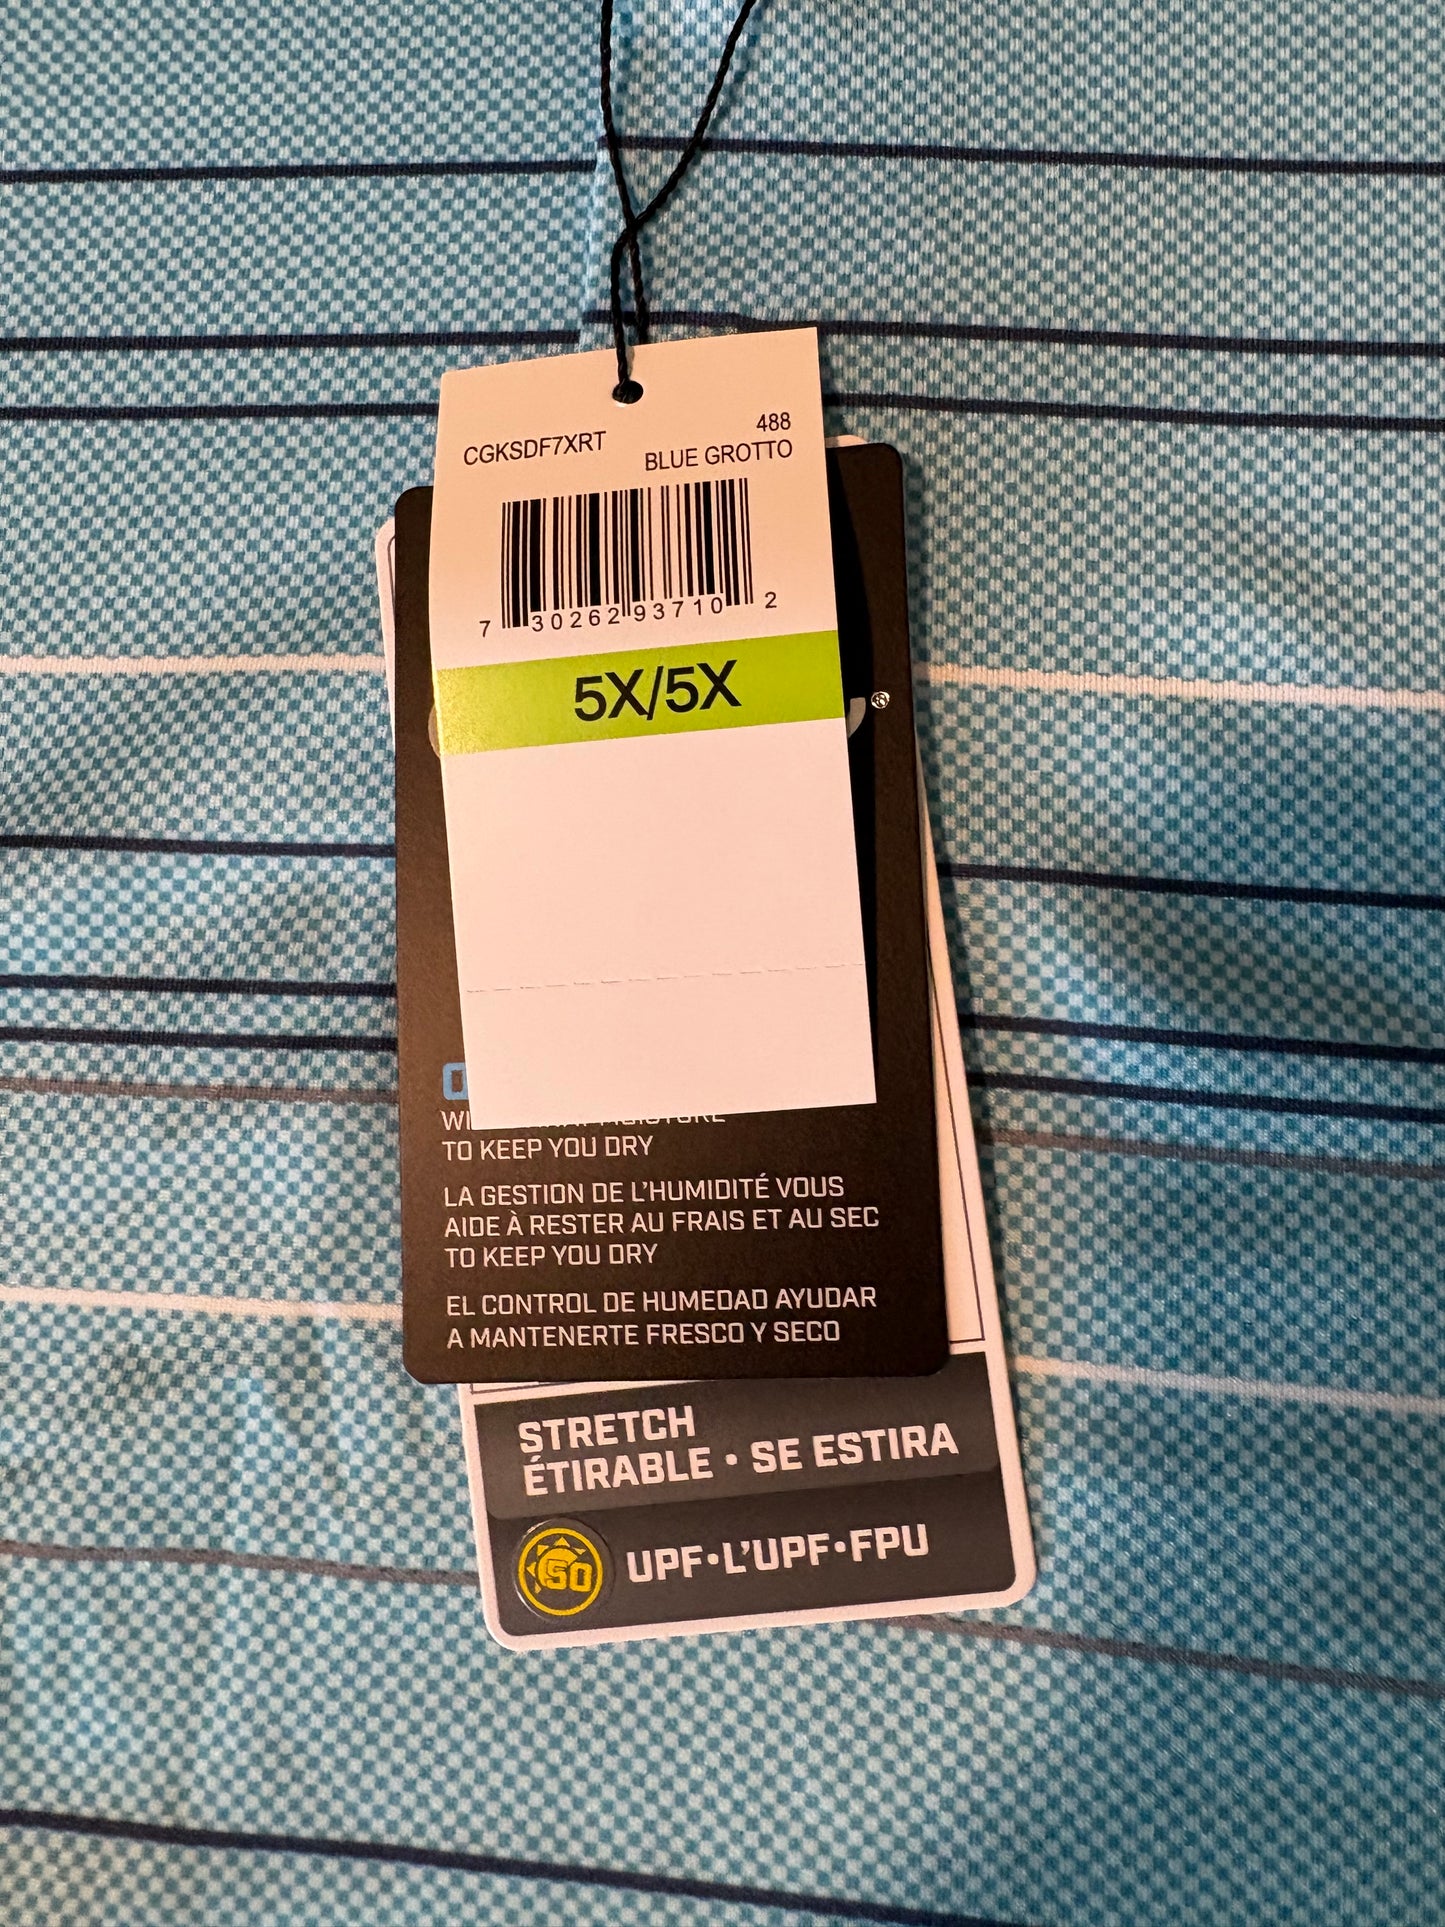 CGKSDF7XRT
488
BLUE GROTTO
7 30262 93710 2
5X/5X
®
TO KEEP YOU DRY
LA GESTION DE L'HUMIDITÉ VOUS
AIDE À RESTER AU FRAIS ET AU SEC
TO KEEP YOU DRY
EL CONTROL DE HUMEDAD AYUDAR
A MANTENERTE FRESCO Y SECO
STRETCH
ÉTIRABLE • SE ESTIRA
50 UPF•L'UPF•FPU